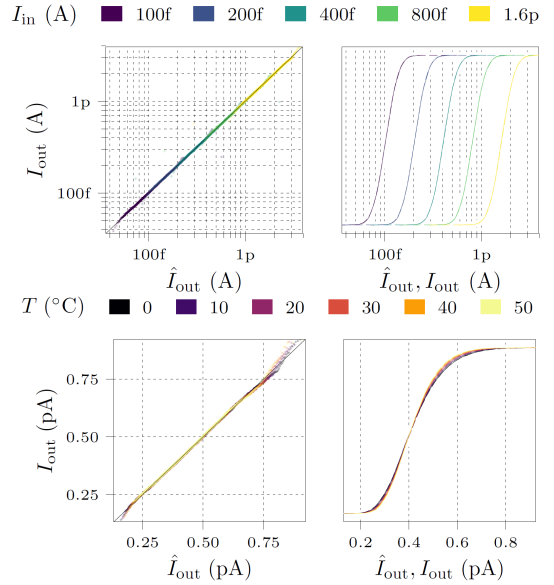 I_in (A) 100f 200f 400f 800f 1.6p
I_out (A)
1p
100f
100f 1p
Î_out (A)
100f 1p
Î_out, I_out (A)
T (°C) 0 10 20 30 40 50
I_out (pA)
0.75
0.50
0.25
0.25 0.50 0.75
Î_out (pA)
0.2 0.4 0.6 0.8
Î_out, I_out (pA)